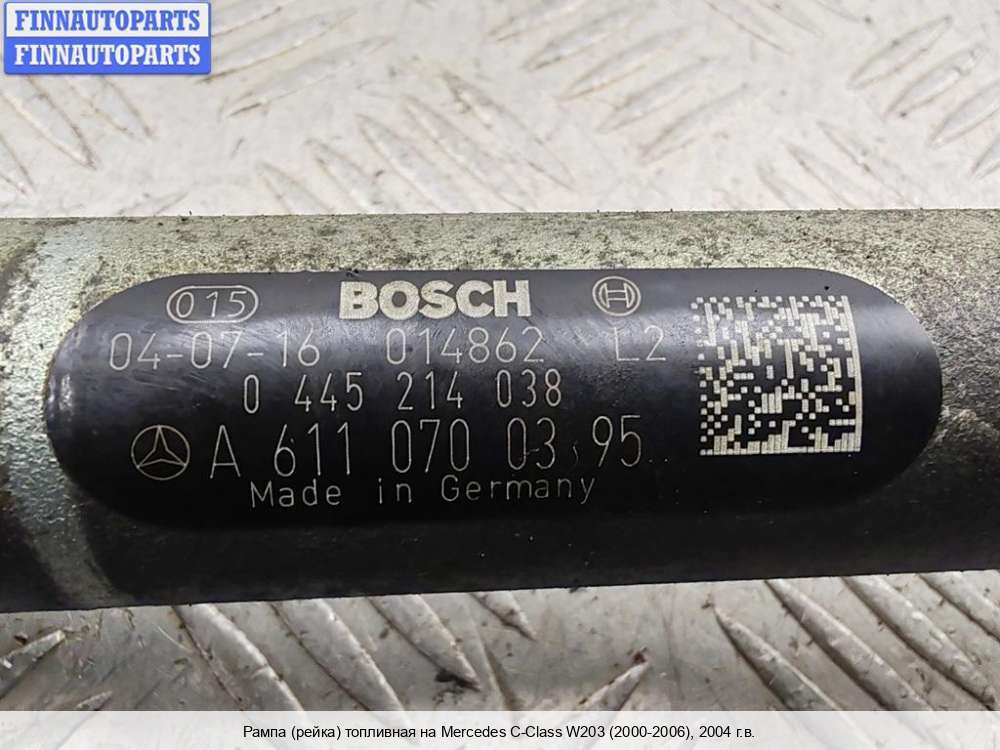 FINNAUTOPARTS
FINNAUTOPARTS
015 BOSCH
04-07-16 014862 L2
0 445 214 038
A 611 070 03 95
Made in Germany
Рампа (рейка) топливная на Mercedes C-Class W203 (2000-2006), 2004 г.в.